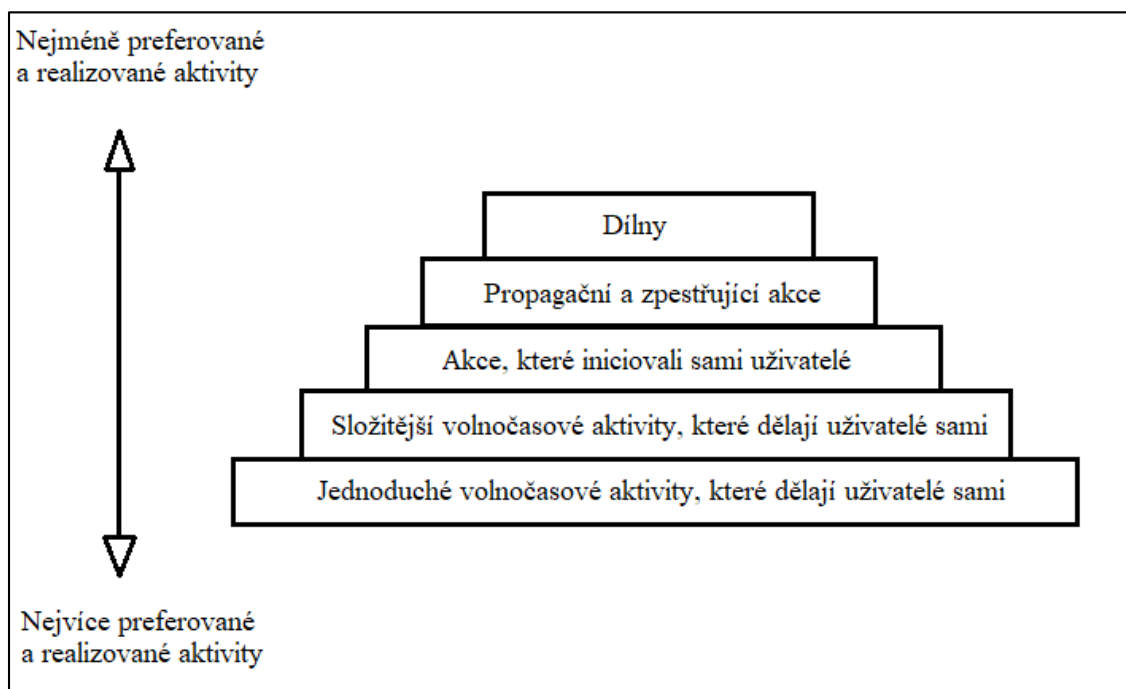 Nejméně preferované
a realizované aktivity
Dílny
Propagační a zpestřující akce
Akce, které iniciovali sami uživatelé
Složitější volnočasové aktivity, které dělají uživatelé sami
Jednoduché volnočasové aktivity, které dělají uživatelé sami
Nejvíce preferované
a realizované aktivity